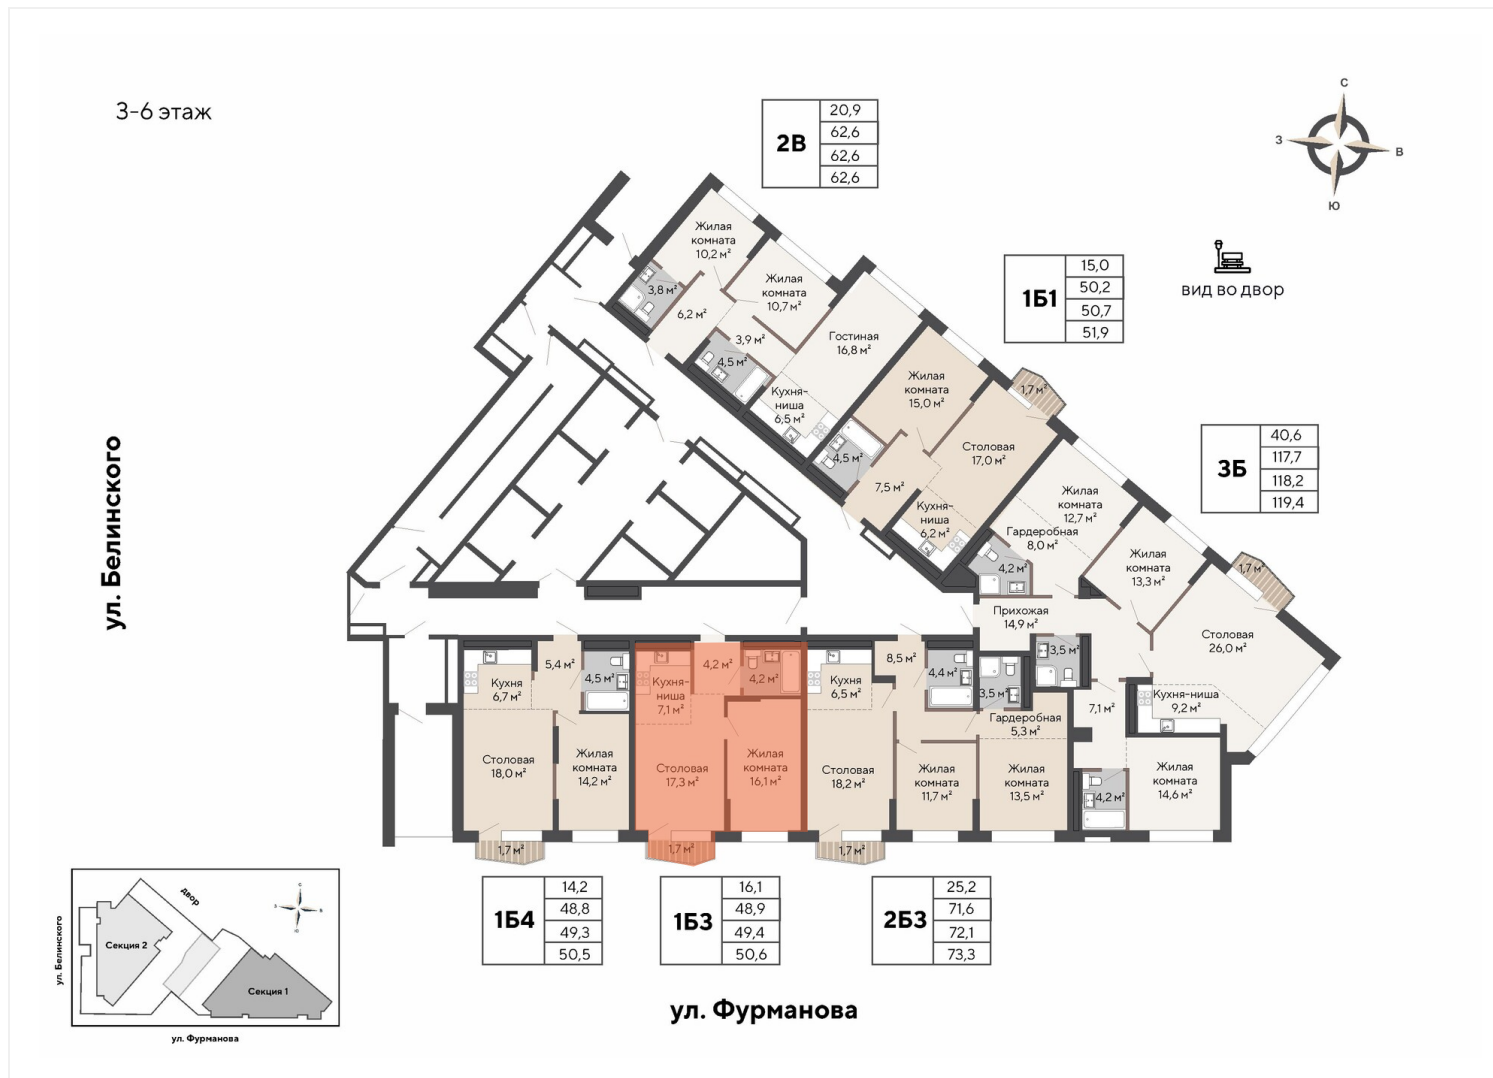 3-6 этаж
2В
20,9
62,6
62,6
62,6
С
З
В
Ю
вид во двор
1Б1
15,0
50,2
50,7
51,9
3Б
40,6
117,7
118,2
119,4
ул. Белинского
Жилая
комната
10,2 м²
3,8 м²
6,2 м²
Жилая
комната
10,7 м²
3,9 м²
4,5 м²
Гостиная
16,8 м²
Кухня-
ниша
6,5 м²
Жилая
комната
15,0 м²
4,5 м²
7,5 м²
1,7 м²
Столовая
17,0 м²
Кухня-
ниша
6,2 м²
Жилая
комната
12,7 м²
Гардеробная
8,0 м²
4,2 м²
Жилая
комната
13,3 м²
1,7 м²
Прихожая
14,9 м²
Столовая
26,0 м²
3,5 м²
7,1 м²
Кухня-ниша
9,2 м²
4,2 м²
Жилая
комната
14,6 м²
5,4 м²
4,5 м²
Кухня
6,7 м²
Столовая
18,0 м²
Жилая
комната
14,2 м²
1,7 м²
4,2 м²
4,2 м²
Кухня-
ниша
7,1 м²
Столовая
17,3 м²
Жилая
комната
16,1 м²
1,7 м²
8,5 м²
4,4 м²
Кухня
6,5 м²
3,5 м²
Гардеробная
5,3 м²
Столовая
18,2 м²
Жилая
комната
11,7 м²
Жилая
комната
13,5 м²
1,7 м²
1Б4
14,2
48,8
49,3
50,5
1Б3
16,1
48,9
49,4
50,6
2Б3
25,2
71,6
72,1
73,3
ул. Фурманова
двор
С
З
В
Ю
Секция 2
Секция 1
ул. Белинского
ул. Фурманова